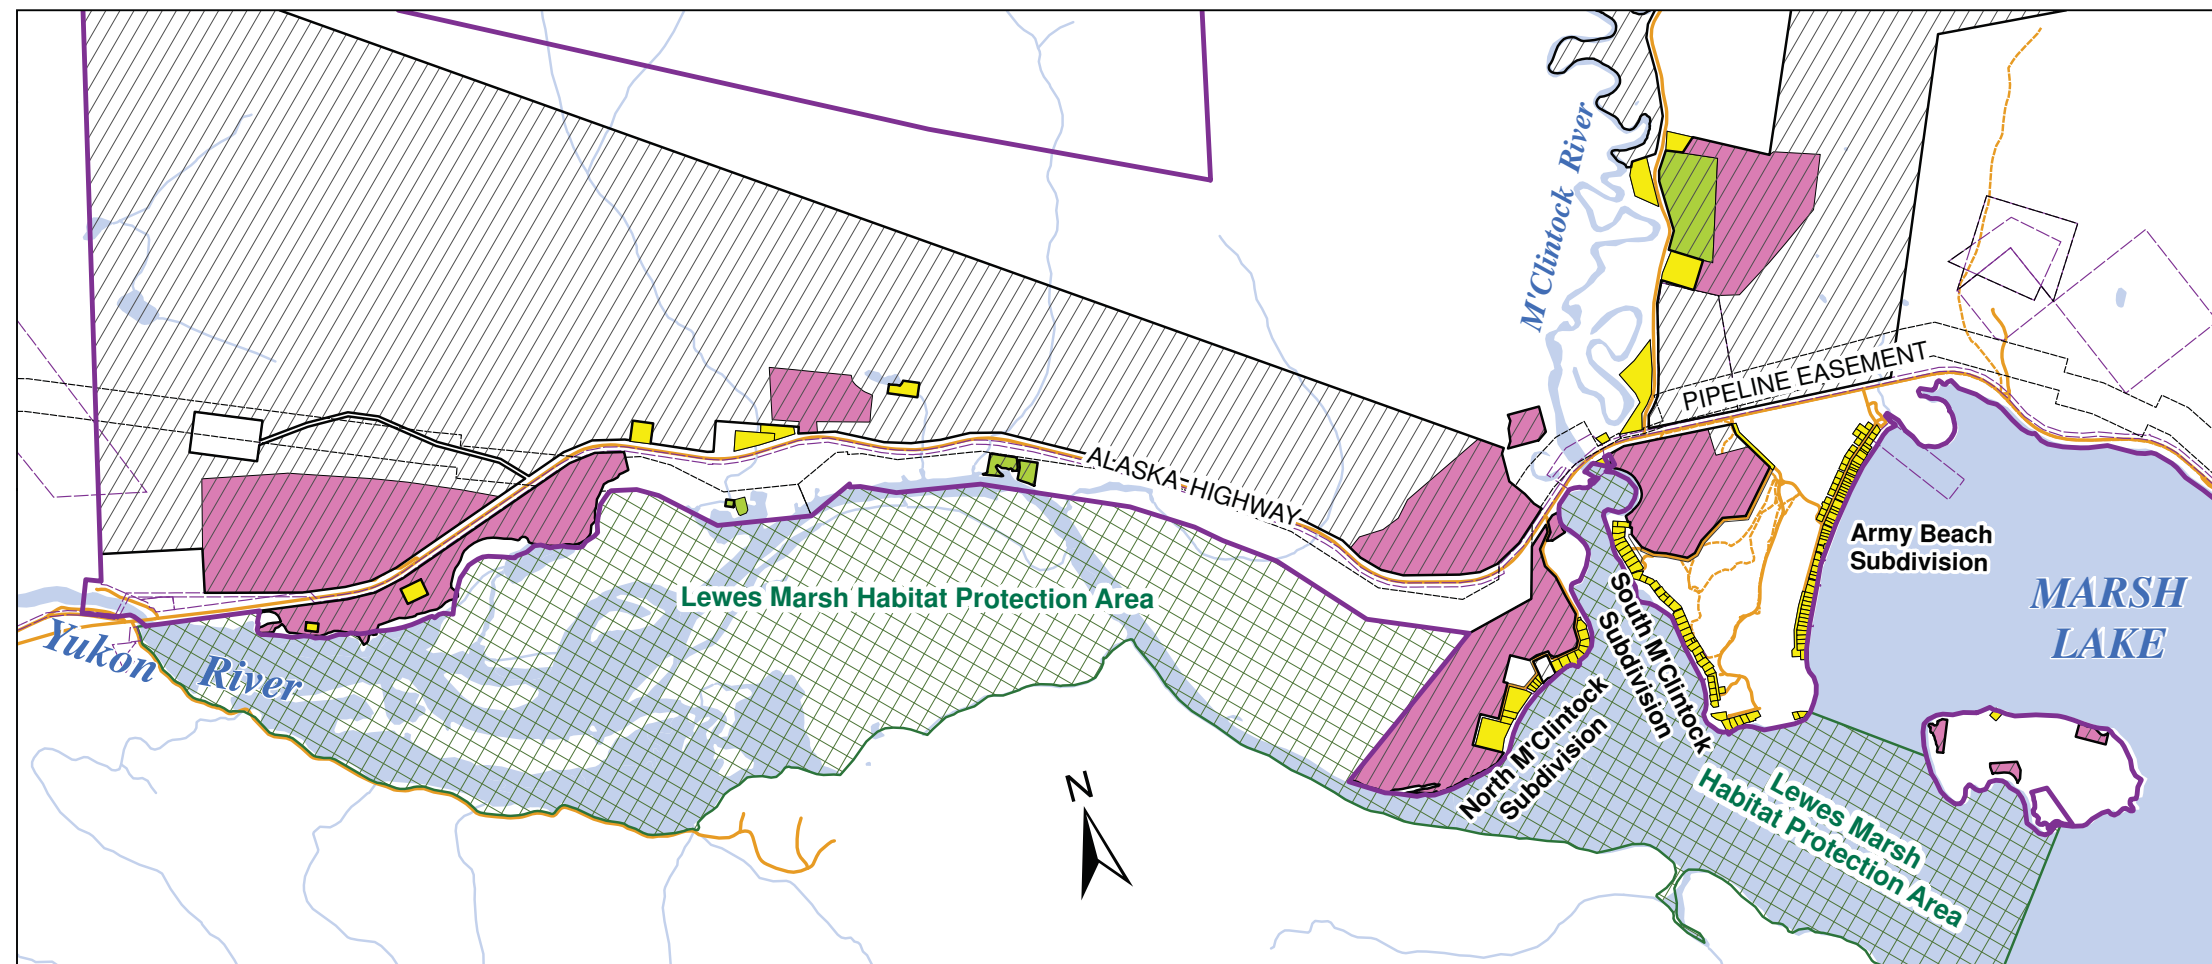 M'Clintock River
PIPELINE EASEMENT
ALASKA HIGHWAY
Army Beach
Subdivision
Lewes Marsh Habitat Protection Area
MARSH
LAKE
Yukon River
South M'Clintock
Subdivision
North M'Clintock
Subdivision
N
Lewes Marsh
Habitat Protection Area